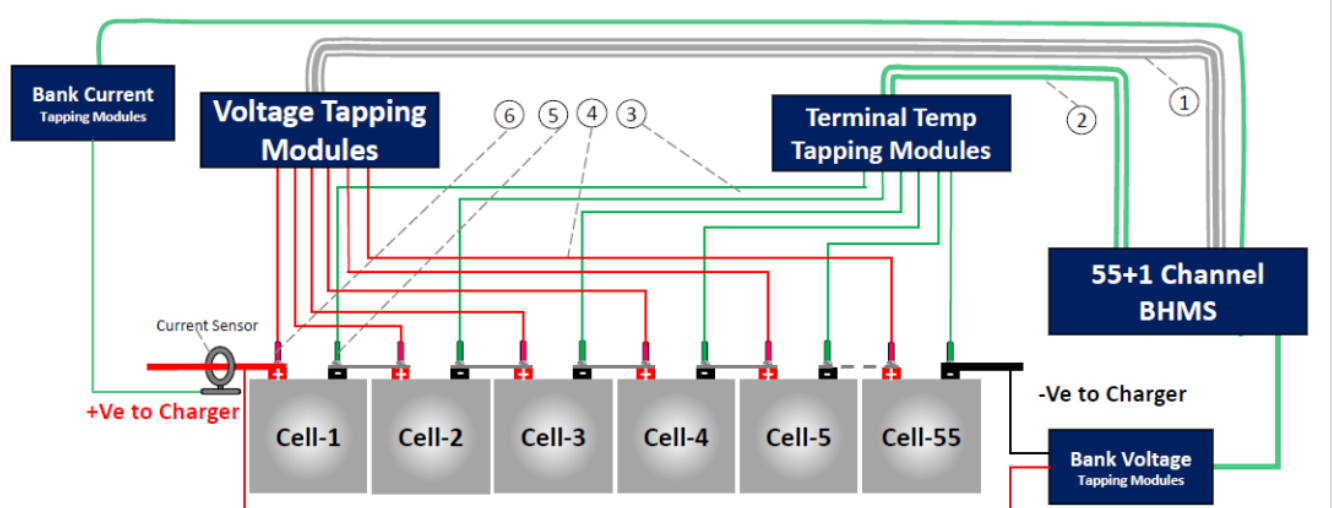 Bank Current
Tapping Modules
Voltage Tapping
Modules
6
5
4
3
Terminal Temp
Tapping Modules
2
1
55+1 Channel
BHMS
Current Sensor
+Ve to Charger
+
-
+
-
+
-
+
-
+
-
+
-
-Ve to Charger
Cell-1
Cell-2
Cell-3
Cell-4
Cell-5
Cell-55
Bank Voltage
Tapping Modules